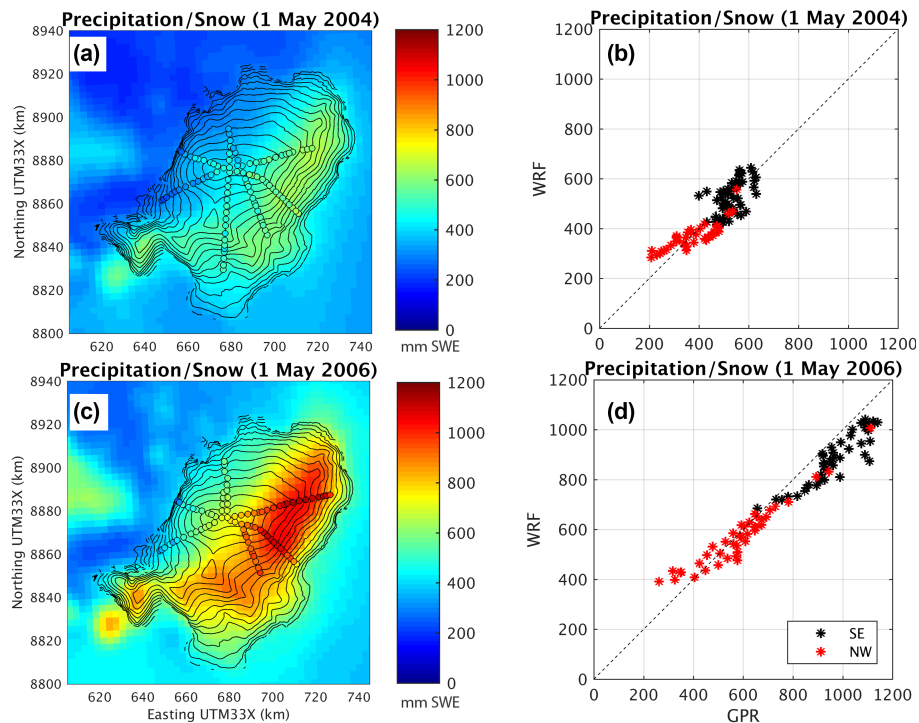 Precipitation/Snow (1 May 2004)
(a)
8940
8920
8900
8880
8860
8840
8820
8800
Northing UTM33X (km)
620 640 660 680 700 720 740
1200
1000
800
600
400
200
0
mm SWE
Precipitation/Snow (1 May 2004)
(b)
1200
1000
800
600
400
200
0
WRF
0 200 400 600 800 1000 1200
Precipitation/Snow (1 May 2006)
(c)
8940
8920
8900
8880
8860
8840
8820
8800
Northing UTM33X (km)
620 640 660 680 700 720 740
Easting UTM33X (km)
1200
1000
800
600
400
200
0
mm SWE
Precipitation/Snow (1 May 2006)
(d)
1200
1000
800
600
400
200
0
WRF
SE
NW
0 200 400 600 800 1000 1200
GPR